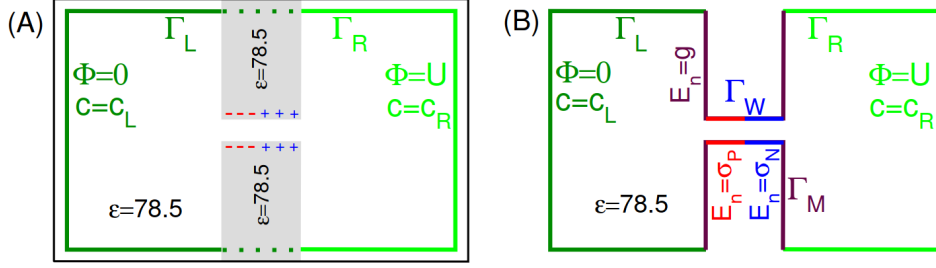 (A)
Γ_L
Γ_R
Φ=0
c=c_L
ε=78.5
Φ=U
c=c_R
- - - + + +
- - - + + +
ε=78.5
ε=78.5
(B)
Γ_L
Γ_R
Φ=0
c=c_L
E_n=g
Γ_W
Φ=U
c=c_R
E_n=σ_P
E_n=σ_N
Γ_M
ε=78.5